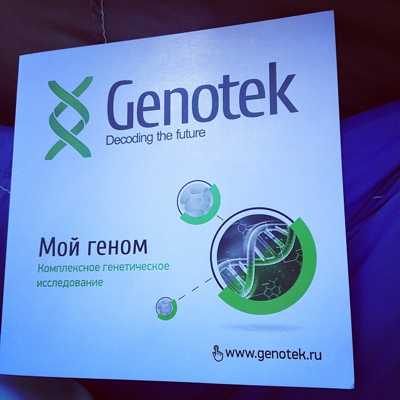 Genotek
Decoding the future
Мой геном
Комплексное генетическое
исследование
www.genotek.ru